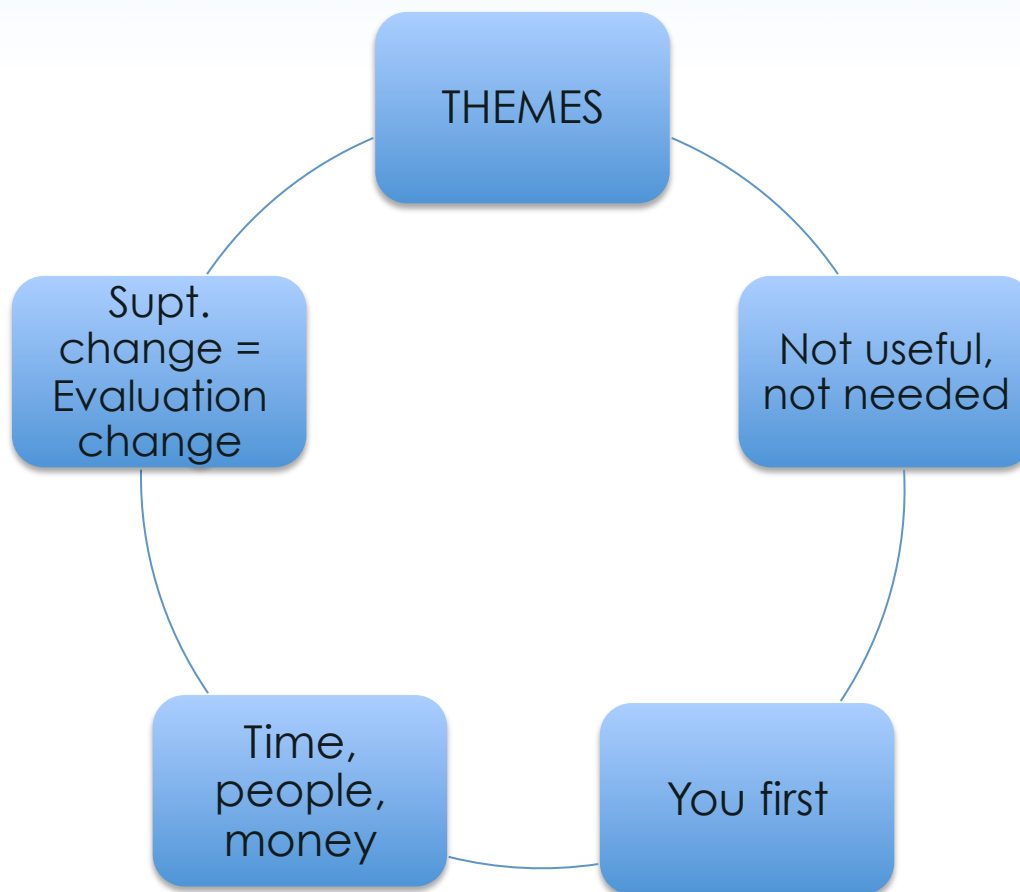 THEMES
Not useful,
not needed
You first
Time,
people,
money
Supt.
change =
Evaluation
change